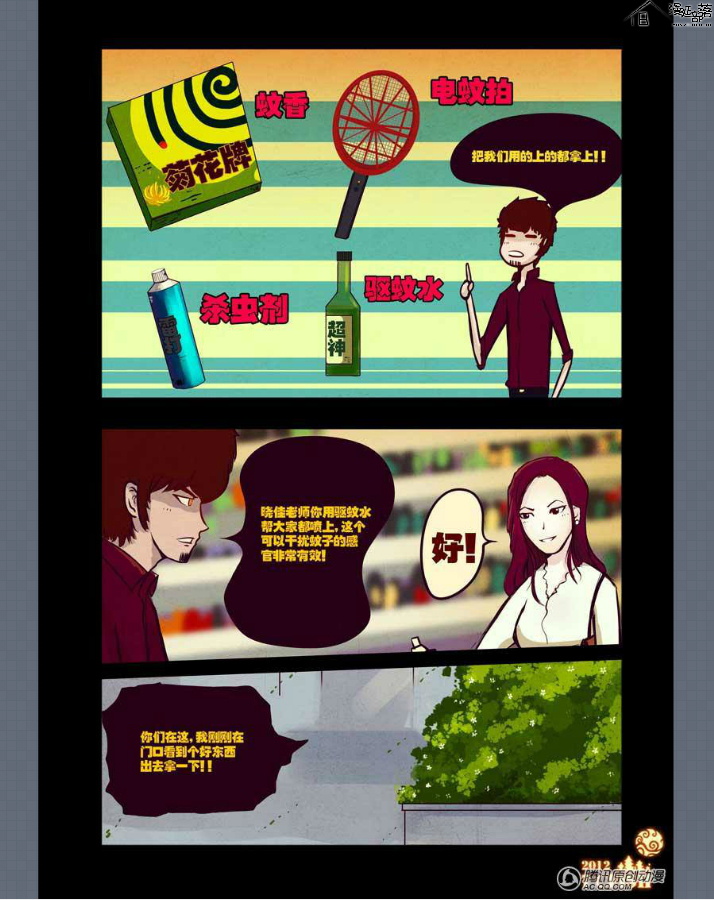 漫画部落
蚊香
电蚊拍
把我们用的上的都拿上!!
菊花牌
杀虫剂
驱蚊水
超神
晓佳老师你用驱蚊水
帮大家都喷上,这个
可以干扰蚊子的感
官非常有效!
好!
你们在这,我刚刚在
门口看到个好东西
出去拿一下!!
2012
腾讯原创动漫
AC.QQ.COM